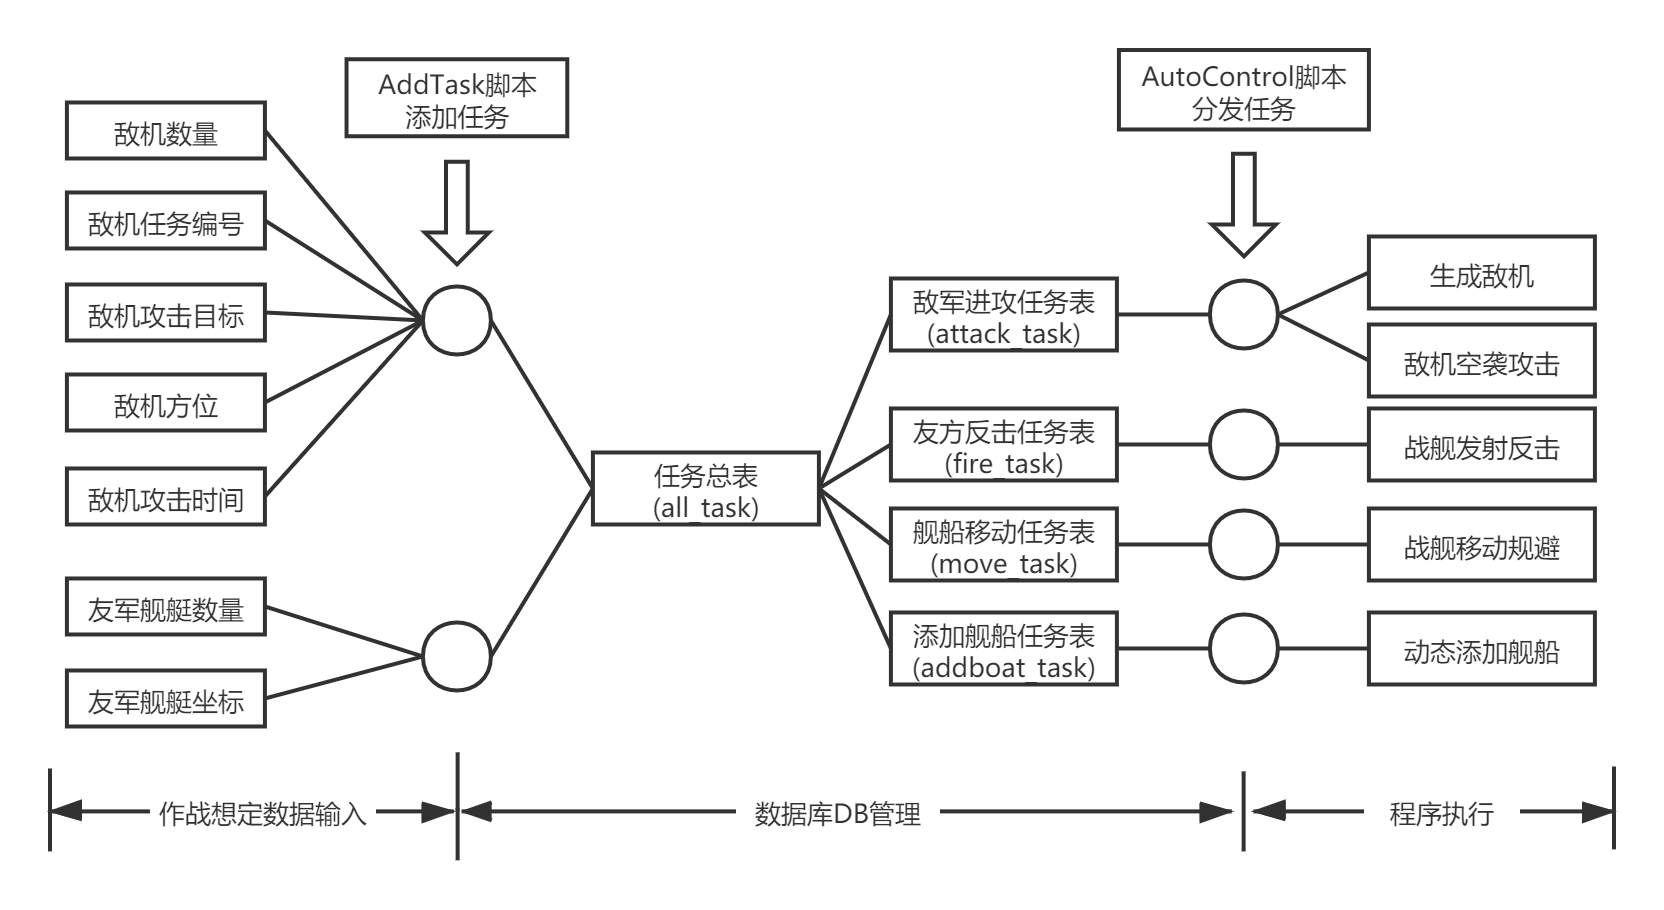 AddTask脚本
添加任务
AutoControl脚本
分发任务
敌机数量
敌机任务编号
敌机攻击目标
敌机方位
敌机攻击时间
友军舰艇数量
友军舰艇坐标
任务总表
(all_task)
敌军进攻任务表
(attack_task)
友方反击任务表
(fire_task)
舰船移动任务表
(move_task)
添加舰船任务表
(addboat_task)
生成敌机
敌机空袭攻击
战舰发射反击
战舰移动规避
动态添加舰船
作战想定数据输入
数据库DB管理
程序执行